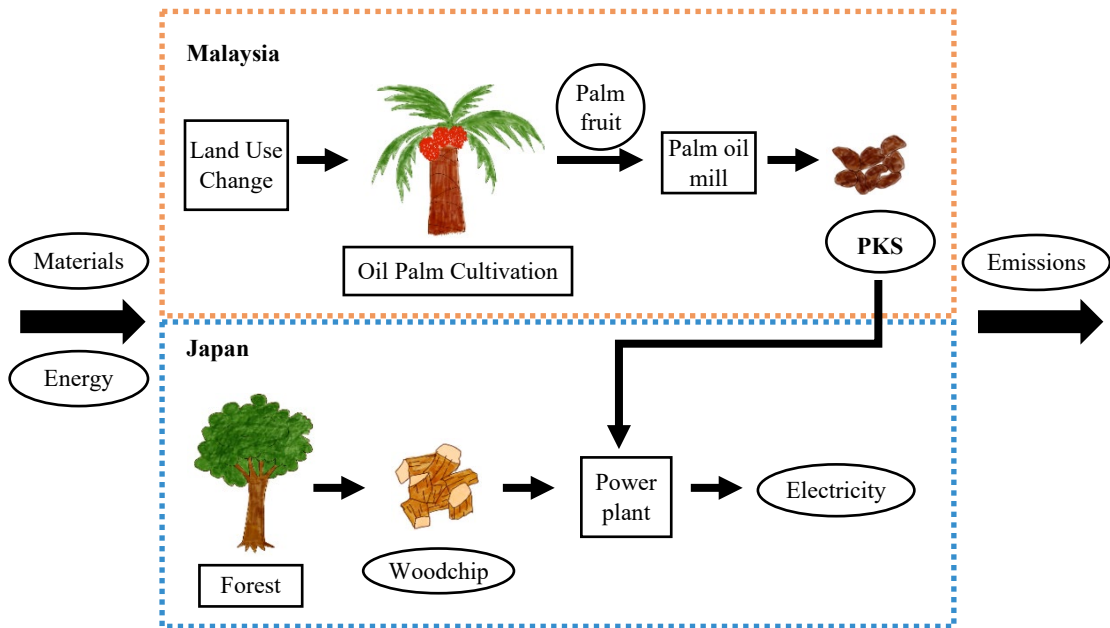 Malaysia
Palm
fruit
Land Use
Change
Palm oil
mill
Oil Palm Cultivation
PKS
Materials
Energy
Emissions
Japan
Power
plant
Electricity
Woodchip
Forest